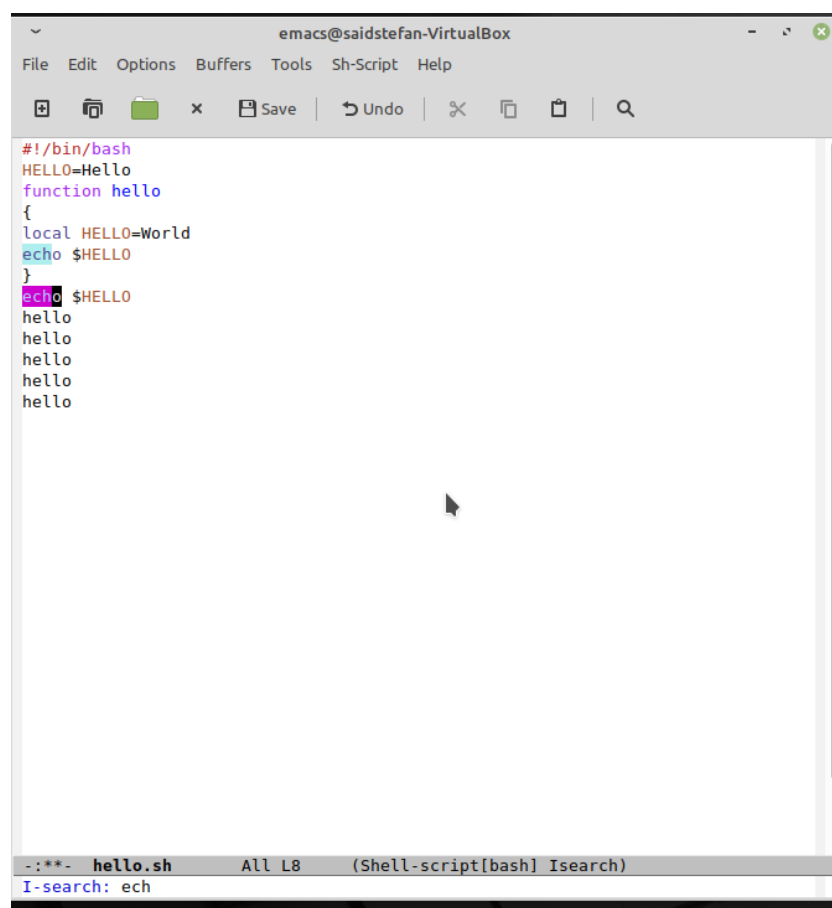 emacs@saidstefan-VirtualBox
File Edit Options Buffers Tools Sh-Script Help
Save Undo
#!/bin/bash
HELLO=Hello
function hello
{
local HELLO=World
echo $HELLO
}
echo $HELLO
hello
hello
hello
hello
hello
-:**- hello.sh All L8 (Shell-script[bash] Isearch)
I-search: ech